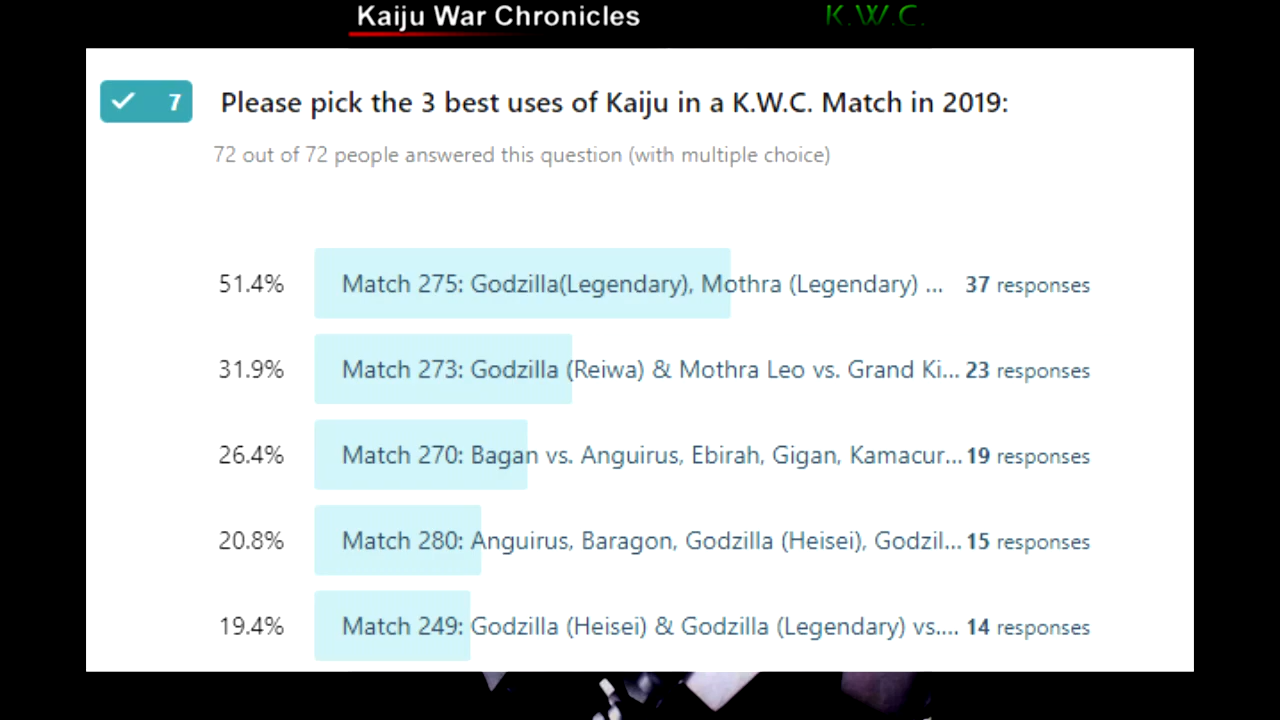 Kaiju War Chronicles K.W.C.
7 Please pick the 3 best uses of Kaiju in a K.W.C. Match in 2019:
72 out of 72 people answered this question (with multiple choice)
51.4% Match 275: Godzilla(Legendary), Mothra (Legendary) ... 37 responses
31.9% Match 273: Godzilla (Reiwa) & Mothra Leo vs. Grand Ki... 23 responses
26.4% Match 270: Bagan vs. Anguirus, Ebirah, Gigan, Kamacur... 19 responses
20.8% Match 280: Anguirus, Baragon, Godzilla (Heisei), Godzil... 15 responses
19.4% Match 249: Godzilla (Heisei) & Godzilla (Legendary) vs.... 14 responses